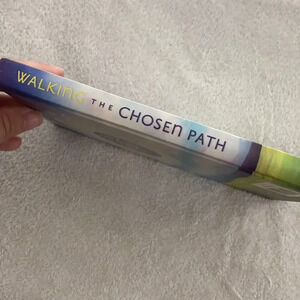 WALKING THE CHOSEN PATH